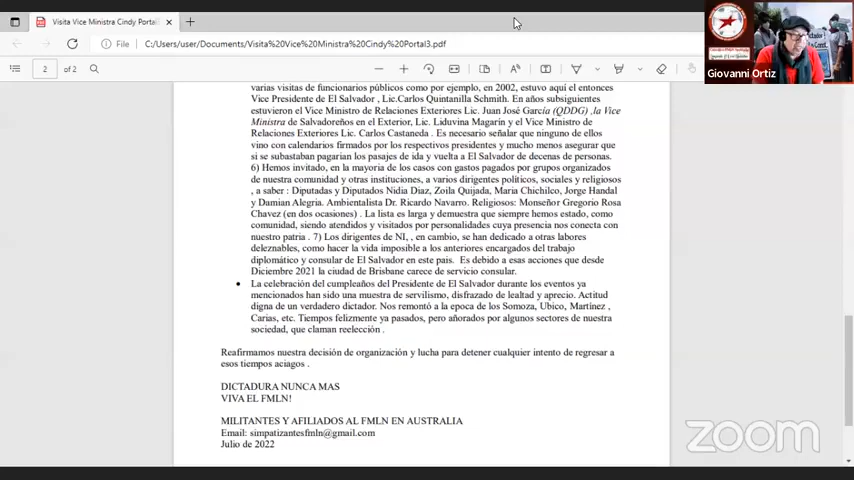 Visita Vice Ministra Cindy Portal3
File
C:/Users/user/Documents/Visita%20Vice%20Ministra%20Cindy%20Portal3.pdf
2 of 2
Giovanni Ortiz
varias visitas de funcionarios públicos como por ejemplo, en 2002, estuvo aquí el entonces
Vice Presidente de El Salvador , Lic.Carlos Quintanilla Schmith. En años subsiguientes
estuvieron el Vice Ministro de Relaciones Exteriores Lic. Juan José García (QDDG) ,la Vice
Ministra de Salvadoreños en el Exterior, Lic. Liduvina Magarín y el Vice Ministro de
Relaciones Exteriores Lic. Carlos Castaneda . Es necesario señalar que ninguno de ellos
vino con calendarios firmados por los respectivos presidentes y mucho menos asegurar que
si se subastaban pagarian los pasajes de ida y vuelta a El Salvador de decenas de personas.
6) Hemos invitado, en la mayoria de los casos con gastos pagados por grupos organizados
de nuestra comunidad y otras instituciones, a varios dirigentes políticos, sociales y religiosos
, a saber : Diputadas y Diputados Nidia Diaz, Zoila Quijada, Maria Chichilco, Jorge Handal
y Damian Alegria. Ambientalista Dr. Ricardo Navarro. Religiosos: Monseñor Gregorio Rosa
Chavez (en dos ocasiones) . La lista es larga y demuestra que siempre hemos estado, como
comunidad, siendo atendidos y visitados por personalidades cuya presencia nos conecta con
nuestro patria . 7) Los dirigentes de NI, , en cambio, se han dedicado a otras labores
deleznables, como hacer la vida imposible a los anteriores encargados del trabajo
diplomático y consular de El Salvador en este pais. Es debido a esas acciones que desde
Diciembre 2021 la ciudad de Brisbane carece de servicio consular.
• La celebración del cumpleaños del Presidente de El Salvador durante los eventos ya
mencionados han sido una muestra de servilismo, disfrazado de lealtad y aprecio. Actitud
digna de un verdadero dictador. Nos remontó a la epoca de los Somoza, Ubico, Martínez ,
Carias, etc. Tiempos felizmente ya pasados, pero añorados por algunos sectores de nuestra
sociedad, que claman reelección .
Reafirmamos nuestra decisión de organización y lucha para detener cualquier intento de regresar a
esos tiempos aciagos .
DICTADURA NUNCA MAS
VIVA EL FMLN!
MILITANTES Y AFILIADOS AL FMLN EN AUSTRALIA
Email: simpatizantesfmln@gmail.com
Julio de 2022
zoom